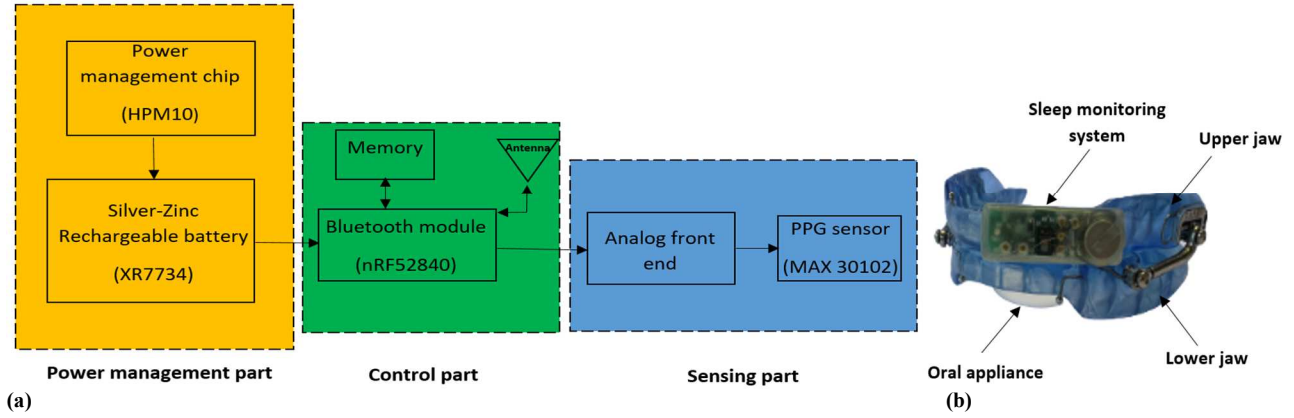 Power
management chip
(HPM10)
Silver-Zinc
Rechargeable battery
(XR7734)
Power management part
Memory
Antenna
Bluetooth module
(nRF52840)
Control part
Analog front
end
PPG sensor
(MAX 30102)
Sensing part
(a)
Sleep monitoring
system
Upper jaw
Oral appliance
Lower jaw
(b)